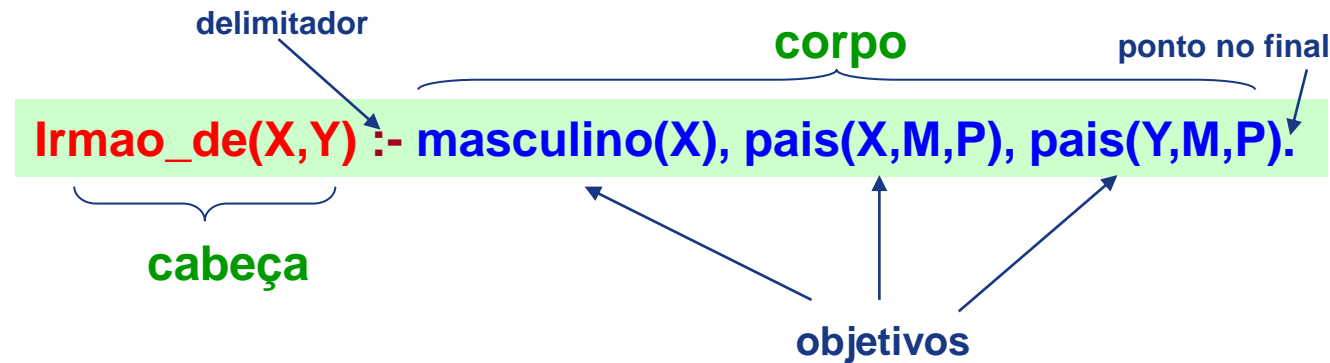 delimitador
corpo
ponto no final
Irmao_de(X,Y) :- masculino(X), pais(X,M,P), pais(Y,M,P).
cabeça
objetivos